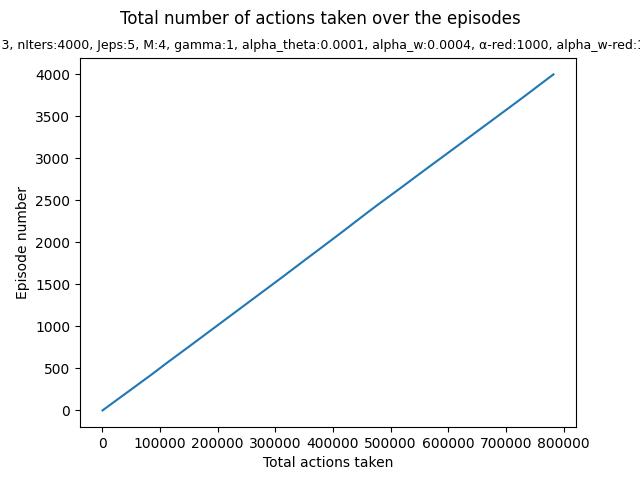 Total number of actions taken over the episodes
3, nIters:4000, Jeps:5, M:4, gamma:1, alpha_theta:0.0001, alpha_w:0.0004, α-red:1000, alpha_w-red:1
4000
3500
3000
2500
2000
1500
1000
500
0
Episode number
0 100000 200000 300000 400000 500000 600000 700000 800000
Total actions taken